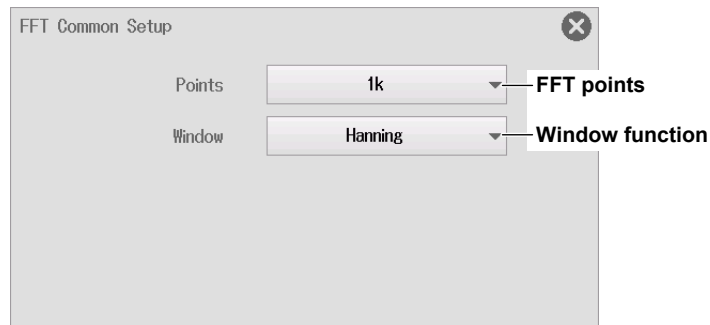 FFT Common Setup
Points 1k FFT points
Window Hanning Window function